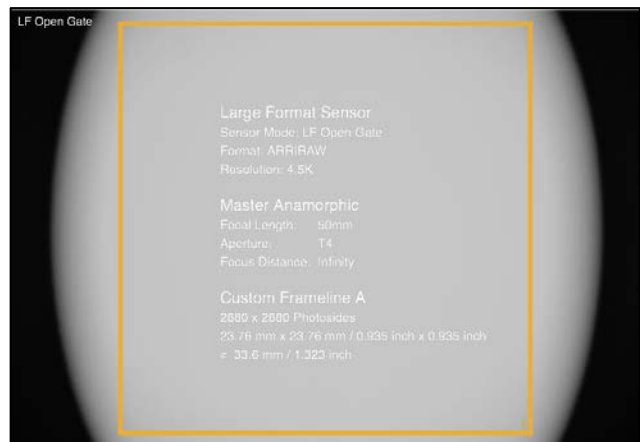 LF Open Gate
Large Format Sensor
Sensor Mode: LF Open Gate
Format: ARRIRAW
Resolution: 4.5K
Master Anamorphic
Focal Length: 50mm
Aperture: T4
Focus Distance: Infinity
Custom Frameline A
2880 x 2880 Photosides
23.76 mm x 23.76 mm / 0.935 inch x 0.935 inch
≠ 33.6 mm / 1.323 inch